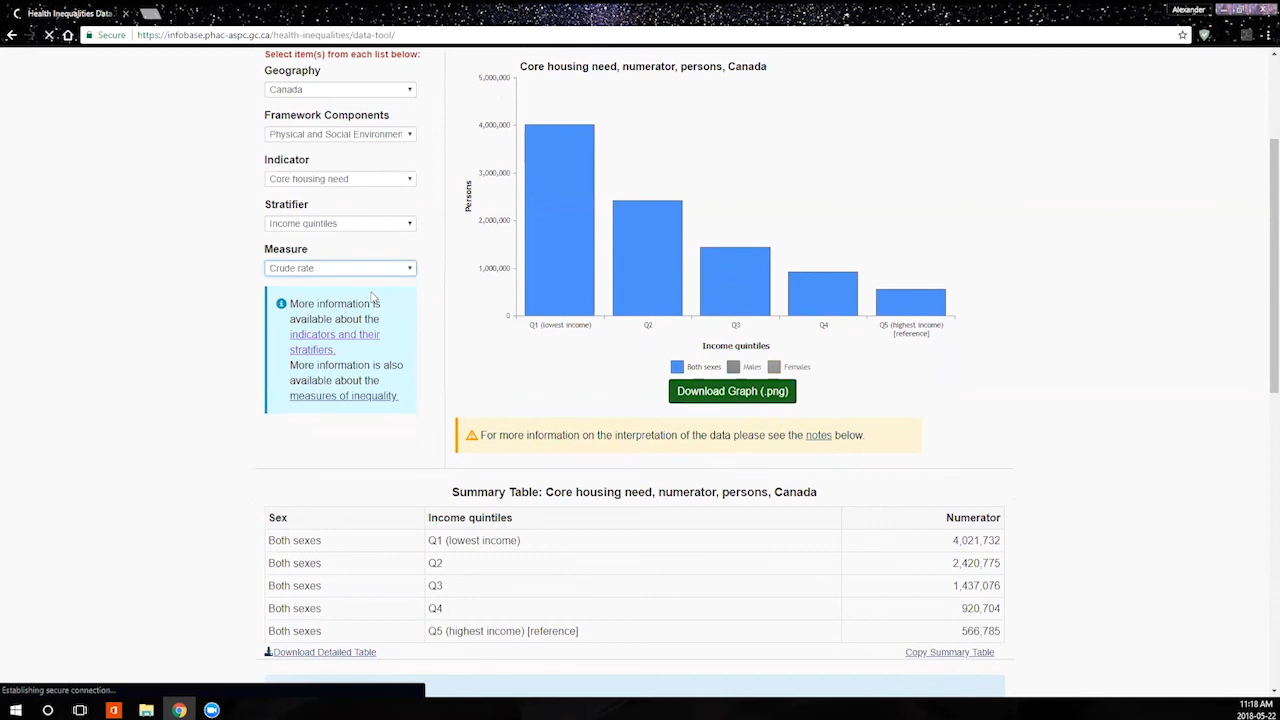 Health Inequalities Data
Alexander
Secure
https://infobase.phac-aspc.gc.ca/health-inequalities/data-tool/
Select item(s) from each list below:
Geography
Canada
Framework Components
Physical and Social Environmen
Indicator
Core housing need
Stratifier
Income quintiles
Measure
Crude rate
More information is
available about the
indicators and their
stratifiers.
More information is also
available about the
measures of inequality.
Core housing need, numerator, persons, Canada
5,000,000
4,000,000
3,000,000
2,000,000
1,000,000
0
Persons
Q1 (lowest income) Q2 Q3 Q4 Q5 (highest income)
[reference]
Income quintiles
Both sexes Males Females
Download Graph (.png)
For more information on the interpretation of the data please see the notes below.
Summary Table: Core housing need, numerator, persons, Canada
Sex Income quintiles Numerator
Both sexes Q1 (lowest income) 4,021,732
Both sexes Q2 2,420,775
Both sexes Q3 1,437,076
Both sexes Q4 920,704
Both sexes Q5 (highest income) [reference] 566,785
Download Detailed Table Copy Summary Table
Establishing secure connection...
11:18 AM
2018-05-22